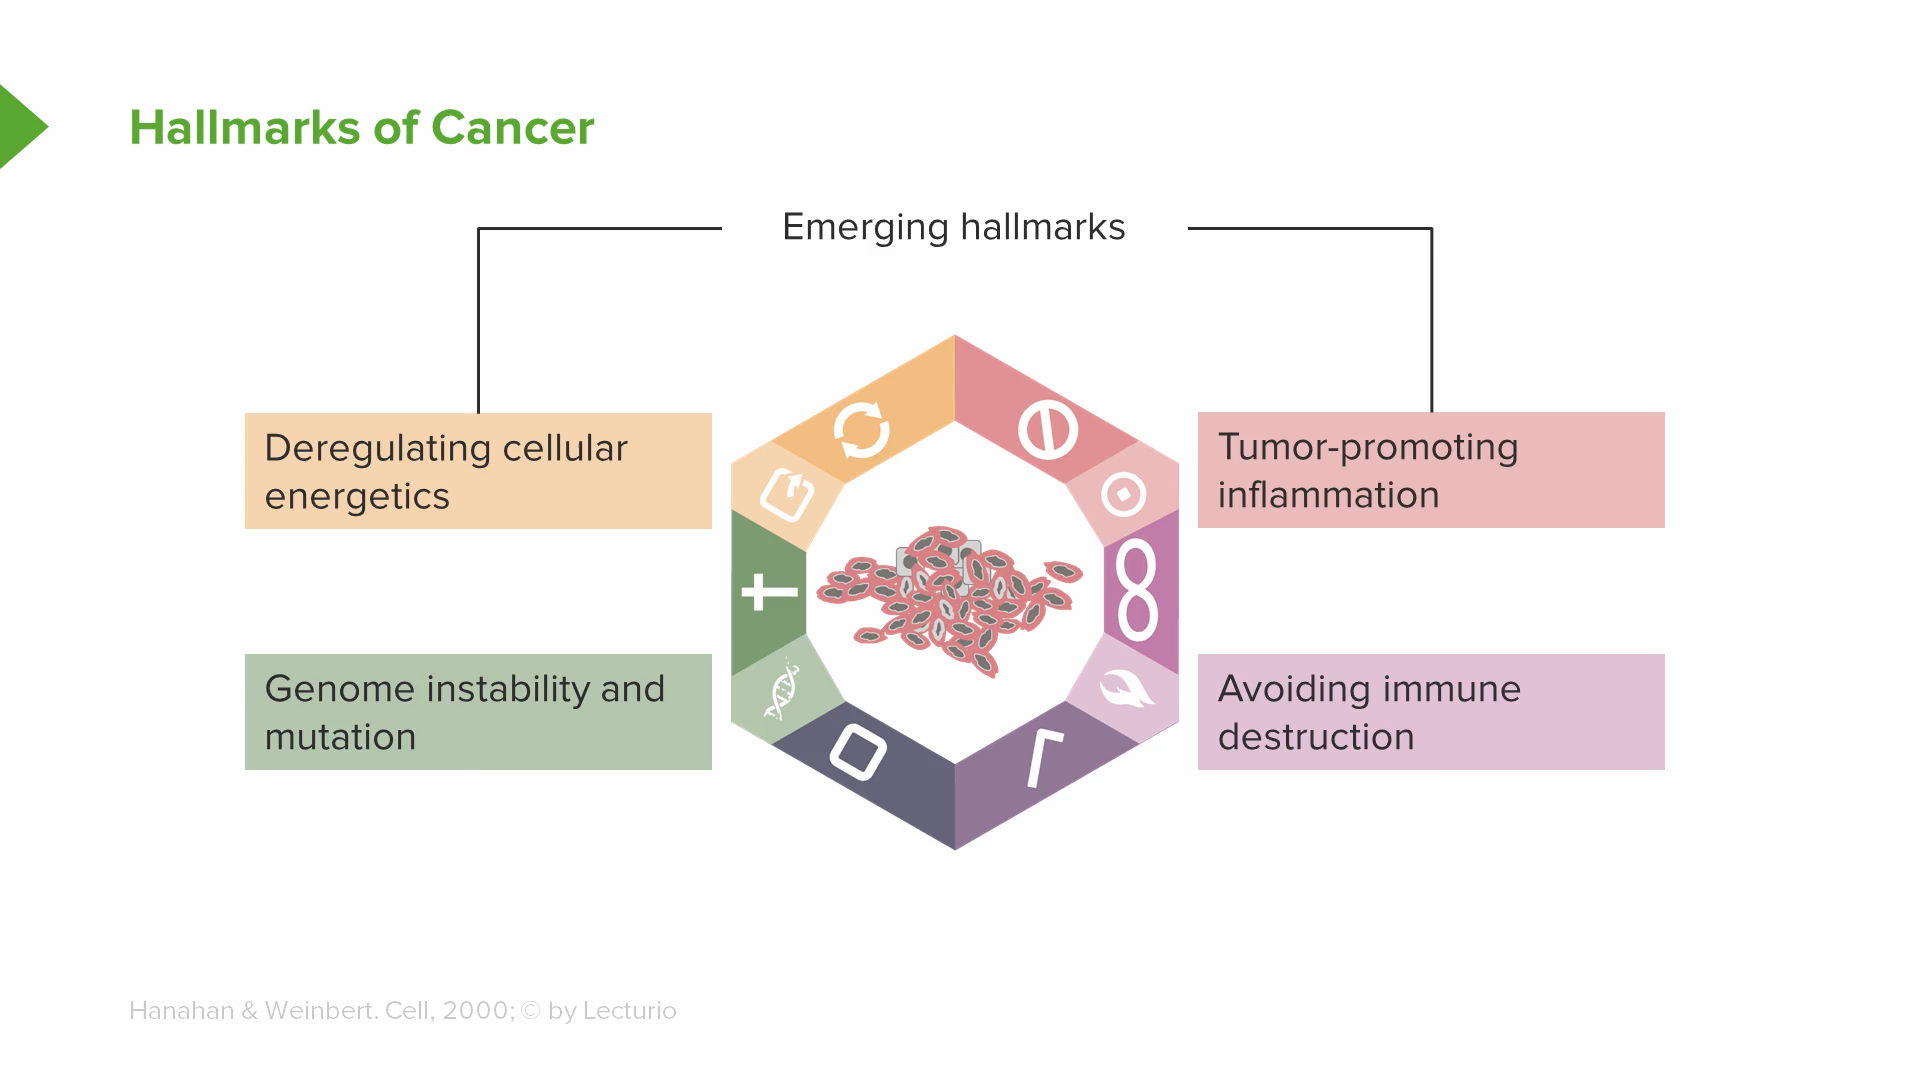 Hallmarks of Cancer
Emerging hallmarks
Deregulating cellular
energetics
Tumor-promoting
inflammation
Genome instability and
mutation
Avoiding immune
destruction
Hanahan & Weinbert. Cell, 2000; © by Lecturio